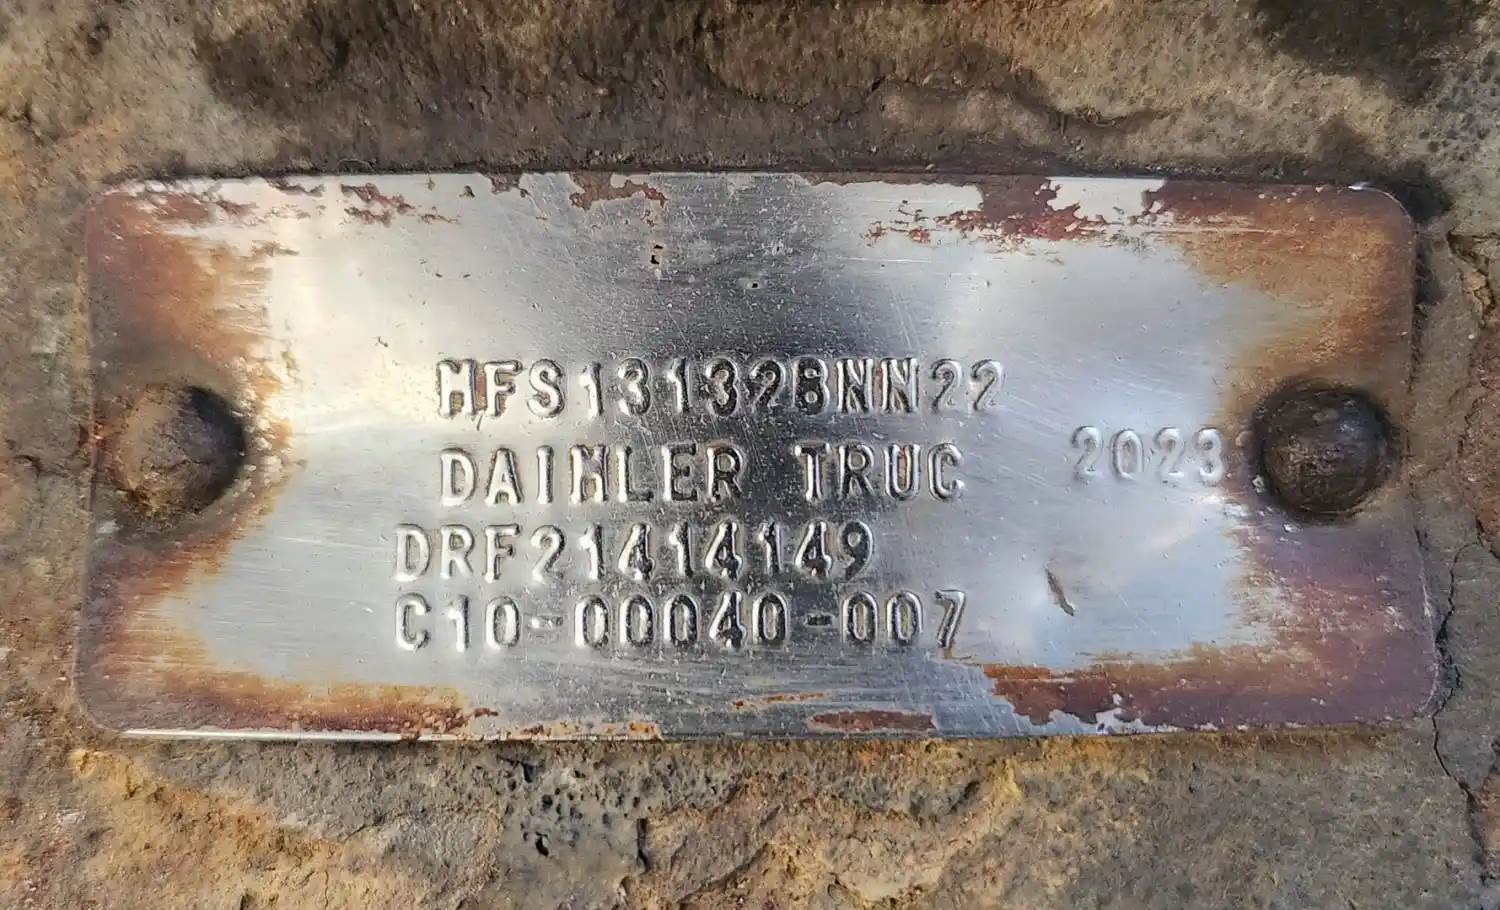 MFS131328NN22
DAIMLER TRUC
2023
DRF21414149
C10-00040-007